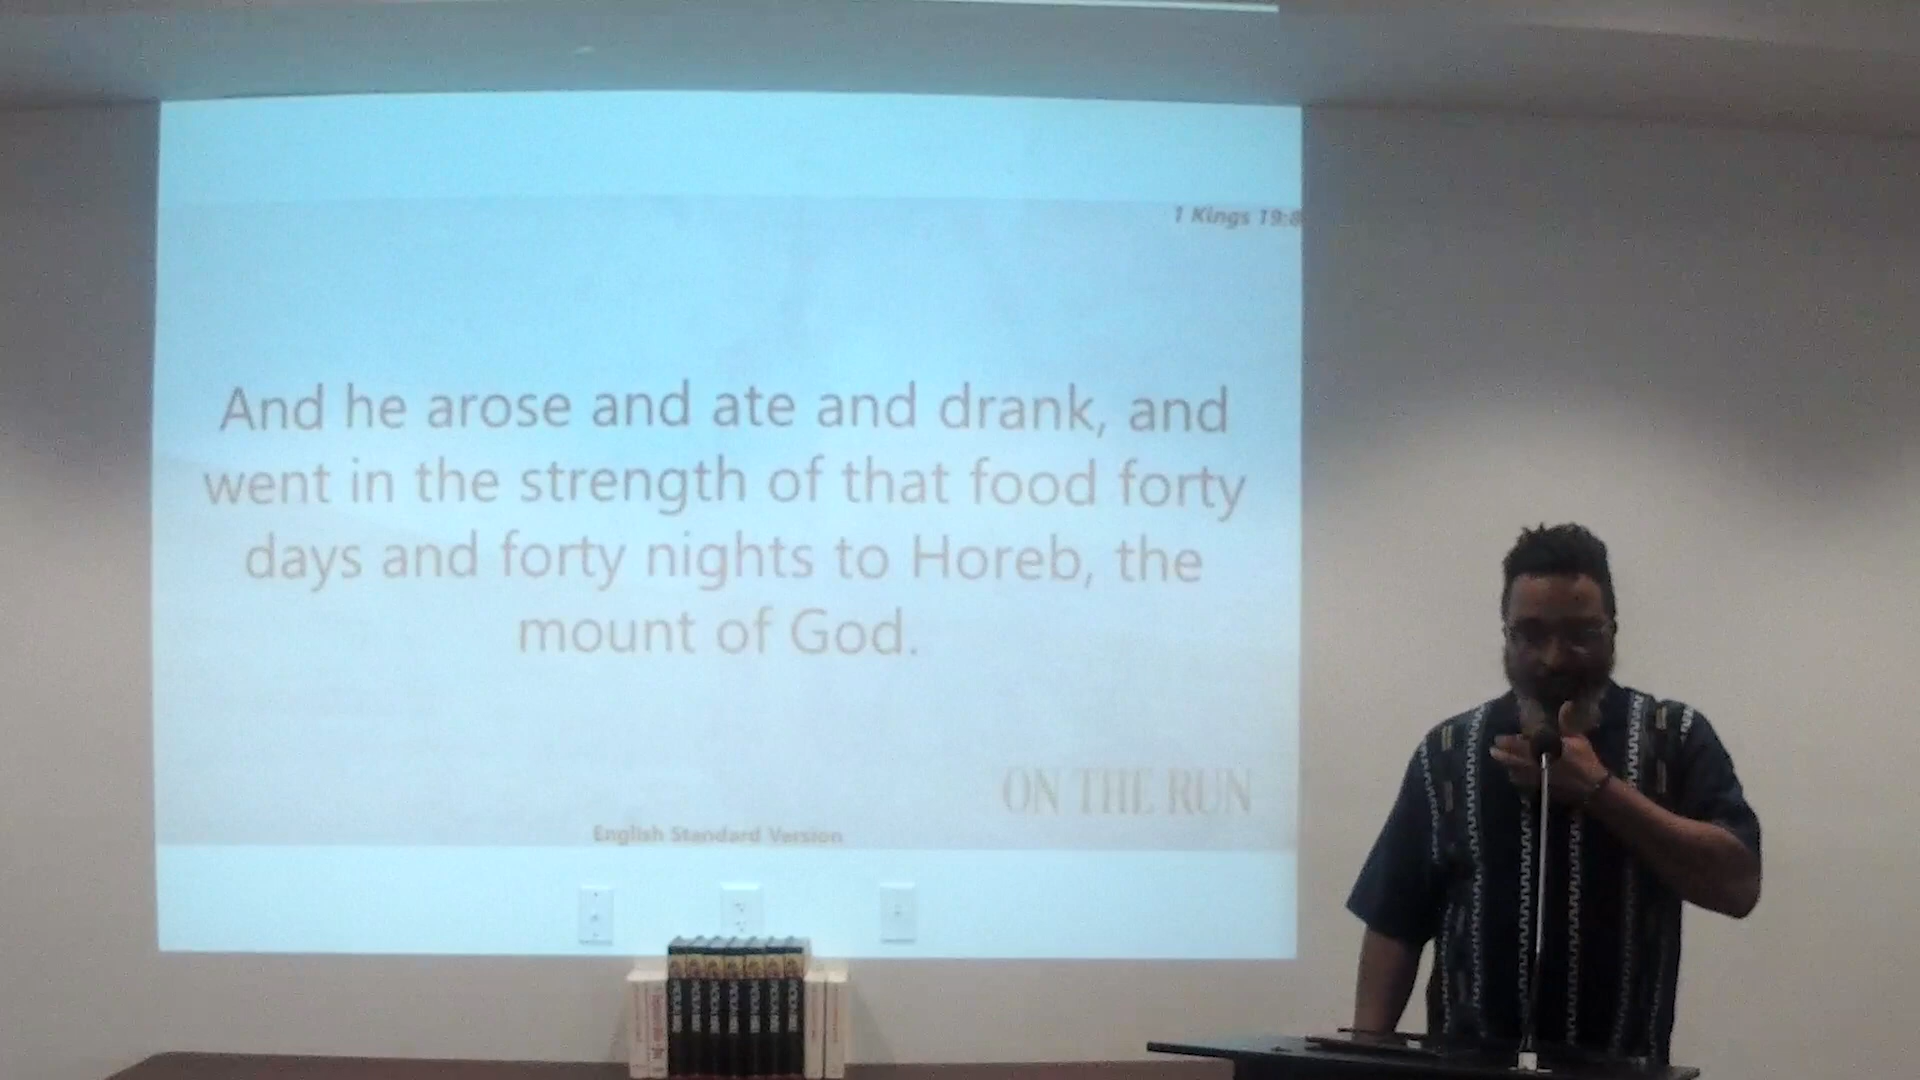 1 Kings 19:8
And he arose and ate and drank, and
went in the strength of that food forty
days and forty nights to Horeb, the
mount of God.
ON THE RUN
English Standard Version